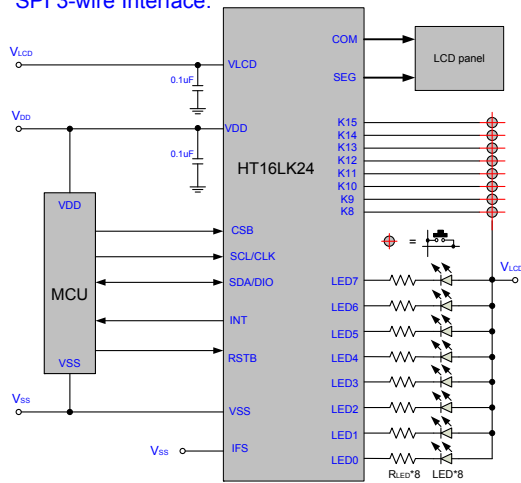 SPI 3-wire interface:
VLCD
0.1uF
VLCD
COM
SEG
LCD panel
VDD
0.1uF
VDD
HT16LK24
K15
K14
K13
K12
K11
K10
K9
K8
=
VDD
MCU
VSS
CSB
SCL/CLK
SDA/DIO
INT
RSTB
LED7
LED6
LED5
LED4
LED3
LED2
LED1
LED0
VLCD
VSS
VSS
VSS
IFS
RLED*8
LED*8